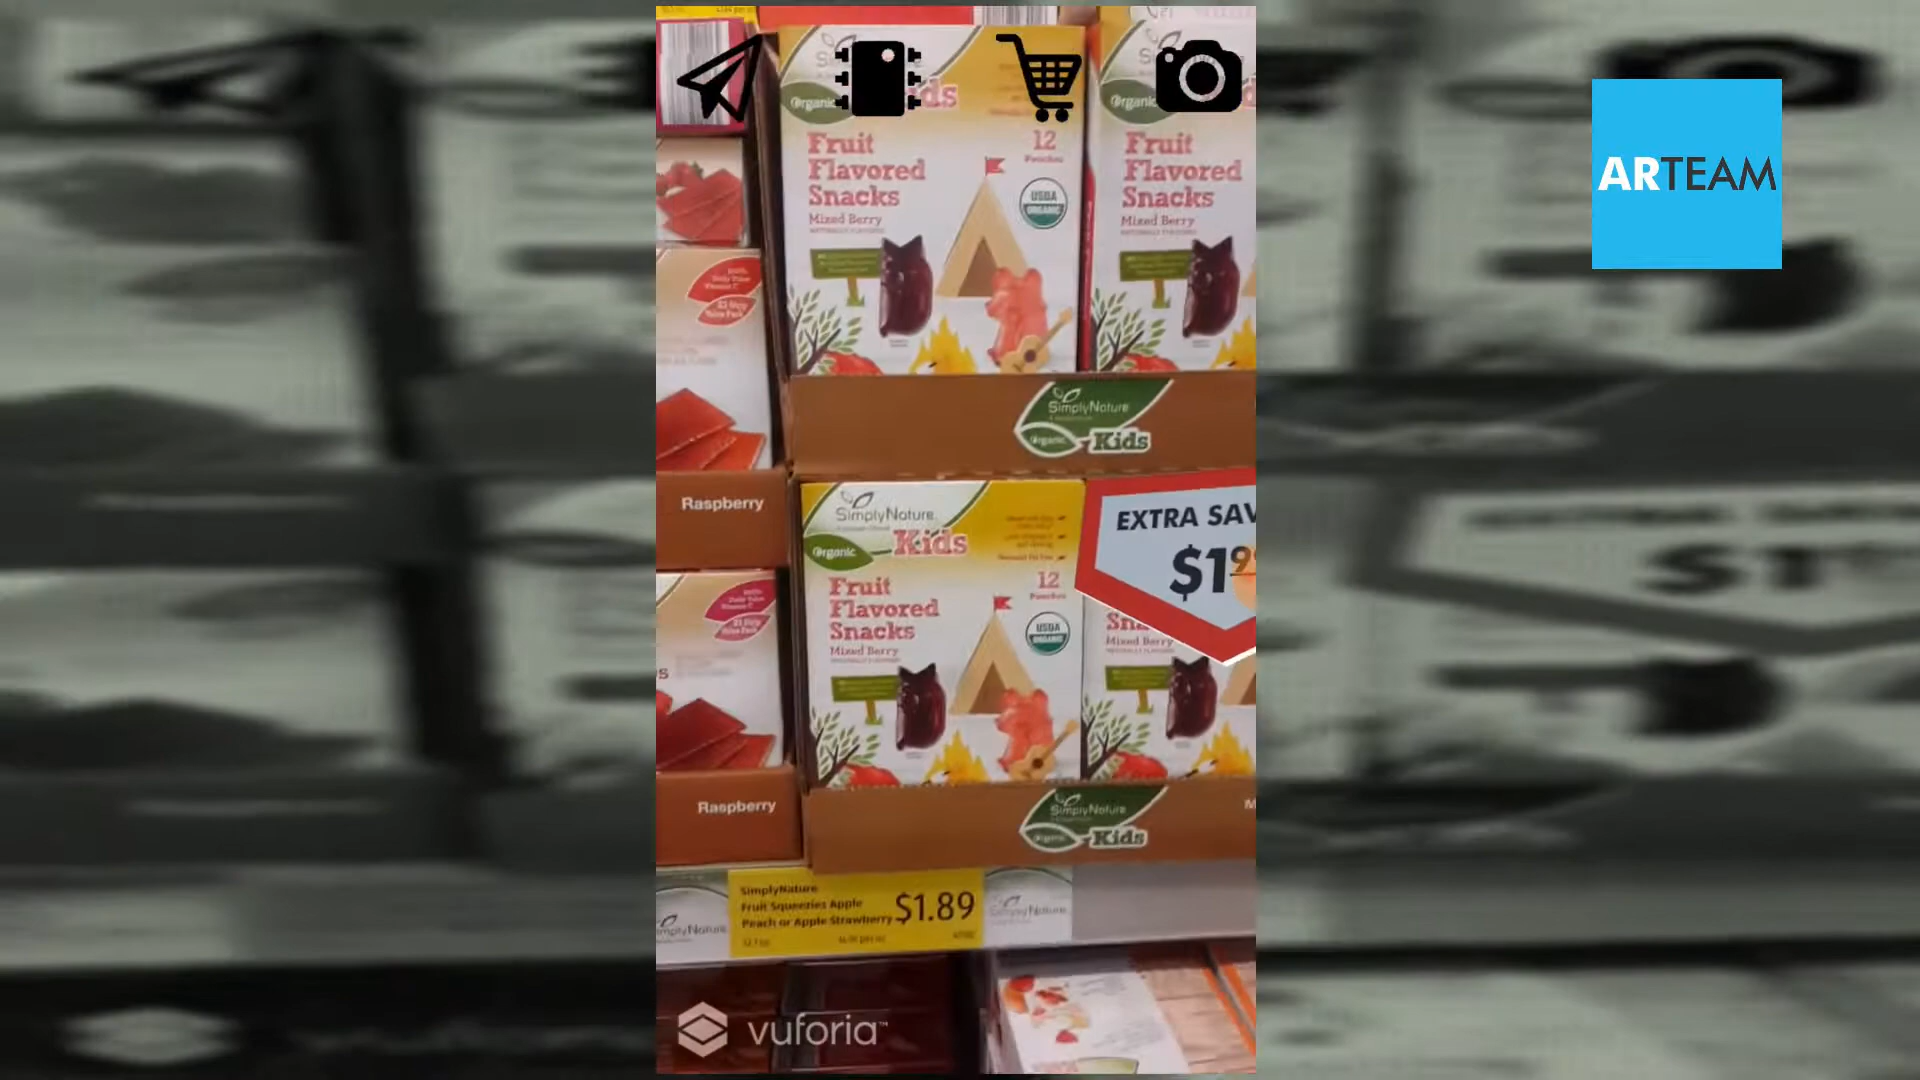 Organic
Kids
12
Pouches
Fruit
Flavored
Snacks
Mixed Berry
USDA
ORGANIC
Organic
Fruit
Flavored
Snacks
Mixed Berry
ARTEAM
SimplyNature
Organic
Kids
Raspberry
SimplyNature
Organic
Kids
12
Pouches
Fruit
Flavored
Snacks
Mixed Berry
USDA
ORGANIC
EXTRA SAV
$1.9
Mixed Berry
Raspberry
SimplyNature
Organic
Kids
SimplyNature
Fruit Squeezies Apple
Peach or Apple Strawberry
$1.89
SimplyNature
vuforia™